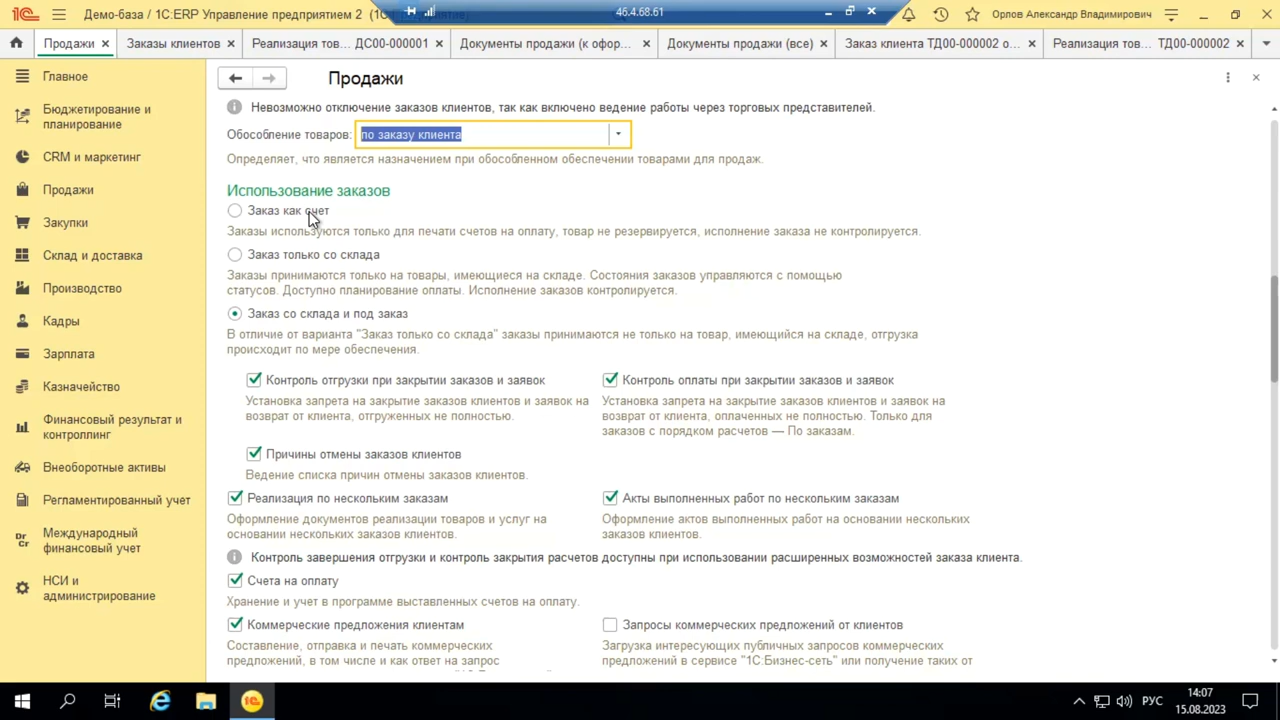 Демо-база / 1С:ERP Управление предприятием 2 (1С:Предприятие)
46.4.68.61
Орлов Александр Владимирович
Продажи
Заказы клиентов
Реализация тов... ДС00-000001
Документы продажи (к офор...
Документы продажи (все)
Заказ клиента ТД00-000002 о...
Реализация тов... ТД00-000002
Главное
Бюджетирование и
планирование
CRM и маркетинг
Продажи
Закупки
Склад и доставка
Производство
Кадры
Зарплата
Казначейство
Финансовый результат и
контроллинг
Внеоборотные активы
Регламентированный учет
Международный
финансовый учет
НСИ и
администрирование
Продажи
Невозможно отключение заказов клиентов, так как включено ведение работы через торговых представителей.
Обособление товаров: по заказу клиента
Определяет, что является назначением при обособленном обеспечении товарами для продаж.
Использование заказов
Заказ как счет
Заказы используются только для печати счетов на оплату, товар не резервируется, исполнение заказа не контролируется.
Заказ только со склада
Заказы принимаются только на товары, имеющиеся на складе. Состояния заказов управляются с помощью
статусов. Доступно планирование оплаты. Исполнение заказов контролируется.
Заказ со склада и под заказ
В отличие от варианта "Заказ только со склада" заказы принимаются не только на товар, имеющийся на складе, отгрузка
происходит по мере обеспечения.
Контроль отгрузки при закрытии заказов и заявок
Установка запрета на закрытие заказов клиентов и заявок на
возврат от клиента, отгруженных не полностью.
Контроль оплаты при закрытии заказов и заявок
Установка запрета на закрытие заказов клиентов и заявок на
возврат от клиента, оплаченных не полностью. Только для
заказов с порядком расчетов — По заказам.
Причины отмены заказов клиентов
Ведение списка причин отмены заказов клиентов.
Реализация по нескольким заказам
Оформление документов реализации товаров и услуг на
основании нескольких заказов клиентов.
Акты выполненных работ по нескольким заказам
Оформление актов выполненных работ на основании нескольких
заказов клиентов.
Контроль завершения отгрузки и контроль закрытия расчетов доступны при использовании расширенных возможностей заказа клиента.
Счета на оплату
Хранение и учет в программе выставленных счетов на оплату.
Коммерческие предложения клиентам
Составление, отправка и печать коммерческих
предложений, в том числе и как ответ на запрос
Запросы коммерческих предложений от клиентов
Загрузка интересующих публичных запросов коммерческих
предложений в сервисе "1С:Бизнес-сеть" или получение таких от
РУС
14:07
15.08.2023